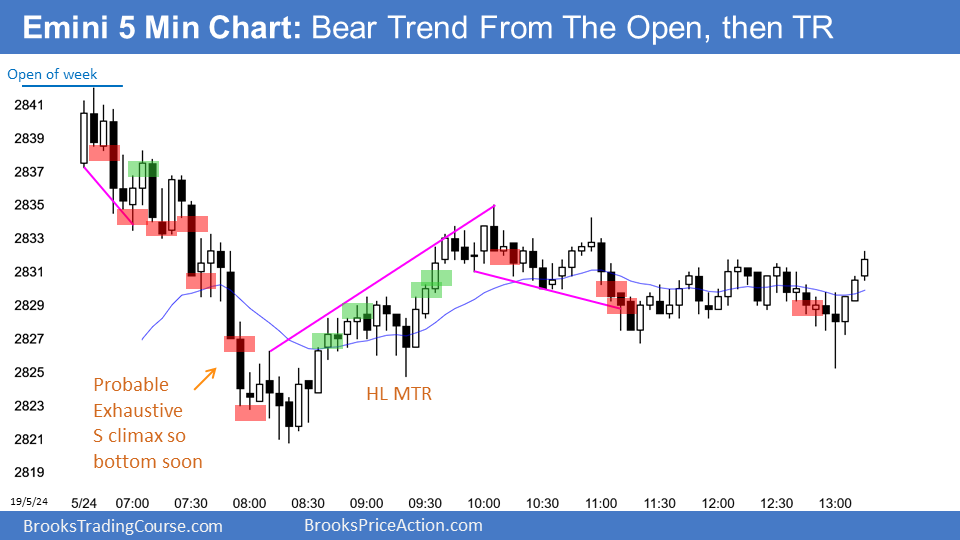 Emini 5 Min Chart: Bear Trend From The Open, then TR
Open of week
2841
2839
2837
2835
2833
2831
2829
2827
2825
2823
2821
2819
Probable
Exhaustive
S climax so
bottom soon
HL MTR
19/5/24 5/24 07:00 07:30 08:00 08:30 09:00 09:30 10:00 10:30 11:00 11:30 12:00 12:30 13:00
BrooksTradingCourse.com BrooksPriceAction.com